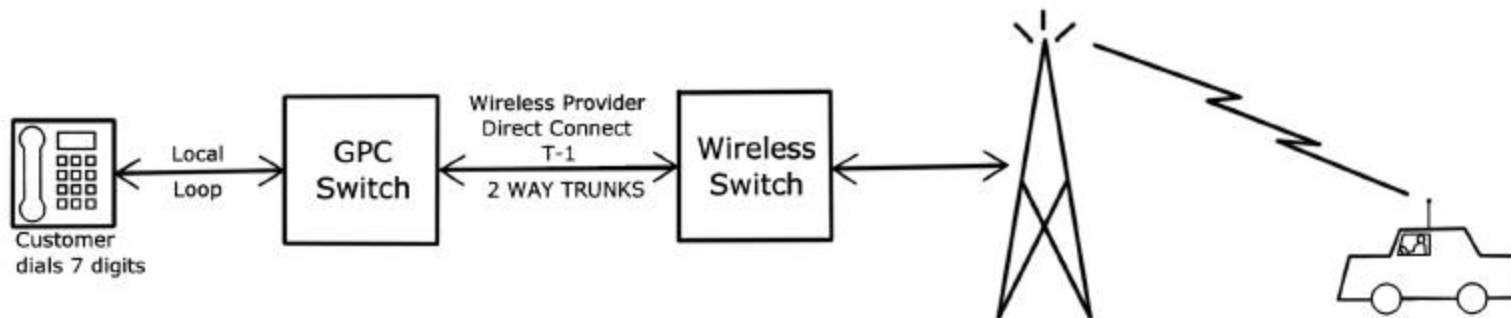 Customer
dials 7 digits
Local
Loop
GPC
Switch
Wireless Provider
Direct Connect
T-1
2 WAY TRUNKS
Wireless
Switch